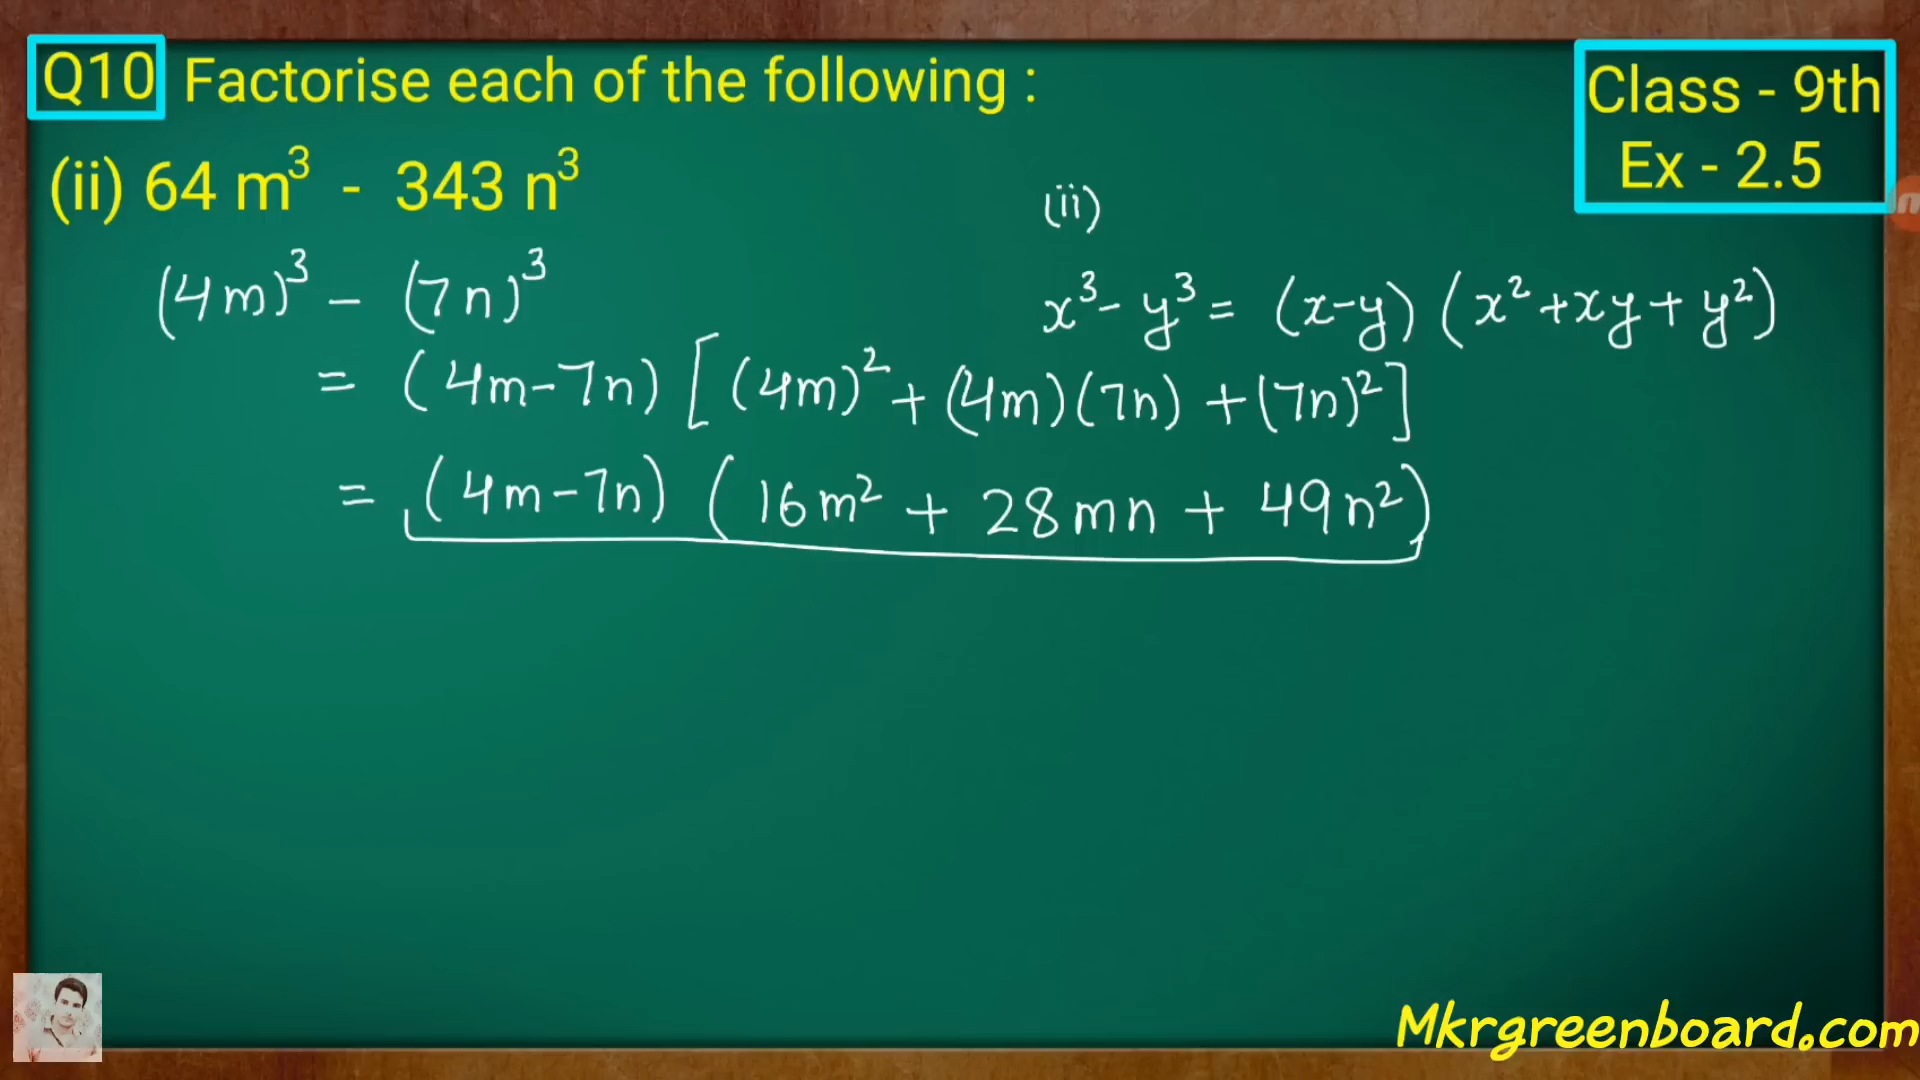 Q10 Factorise each of the following :
Class - 9th
Ex - 2.5
(ii) 64 m³ - 343 n³
(ii)
(4m)³ - (7n)³
x³ - y³ = (x-y) (x² + xy + y²)
= (4m-7n) [(4m)² + (4m)(7n) + (7n)²]
= (4m-7n) (16m² + 28mn + 49n²)
Mkrgreenboard.com